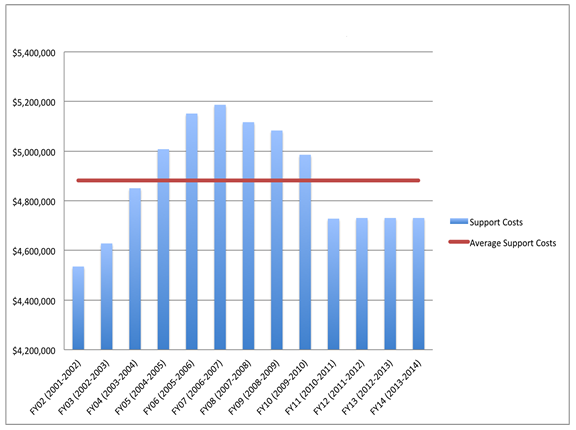 $5,400,000
$5,200,000
$5,000,000
$4,800,000
$4,600,000
$4,400,000
$4,200,000
FY02 (2001-2002)
FY03 (2002-2003)
FY04 (2003-2004)
FY05 (2004-2005)
FY06 (2005-2006)
FY07 (2006-2007)
FY08 (2007-2008)
FY09 (2008-2009)
FY10 (2009-2010)
FY11 (2010-2011)
FY12 (2011-2012)
FY13 (2012-2013)
FY14 (2013-2014)
Support Costs
Average Support Costs